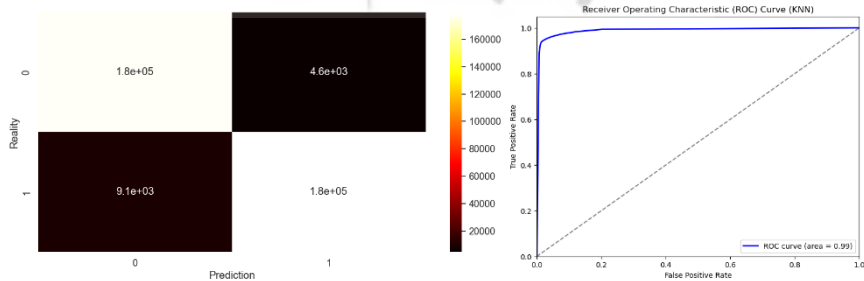 0
1
Reality
1.8e+05
4.6e+03
9.1e+03
1.8e+05
0
1
Prediction
160000
140000
120000
100000
80000
60000
40000
20000
Receiver Operating Characteristic (ROC) Curve (KNN)
True Positive Rate
1.0
0.8
0.6
0.4
0.2
0.0
ROC curve (area = 0.99)
0.0
0.2
0.4
0.6
0.8
1.0
False Positive Rate